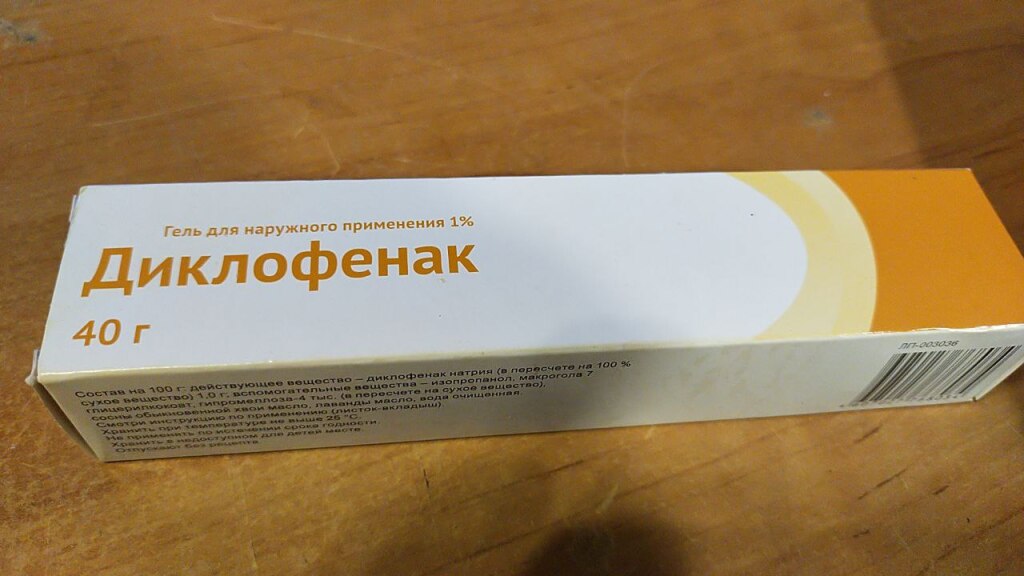 Гель для наружного применения 1%
Диклофенак
40 г
ЛП-003036
Состав на 100 г: действующее вещество – диклофенак натрия (в пересчете на 100 %
сухое вещество) 1,0 г; вспомогательные вещества – изопропанол, макрогола 7
глицерилкокоат, гипромеллоза-4 тыс. (в пересчете на сухое вещество),
сосны обыкновенной хвои масло, лаванды масло, вода очищенная.
Смотри инструкцию по применению (листок-вкладыш).
Хранить при температуре не выше 25 °С.
Не применять по истечении срока годности.
Хранить в недоступном для детей месте.
Отпускают без рецепта